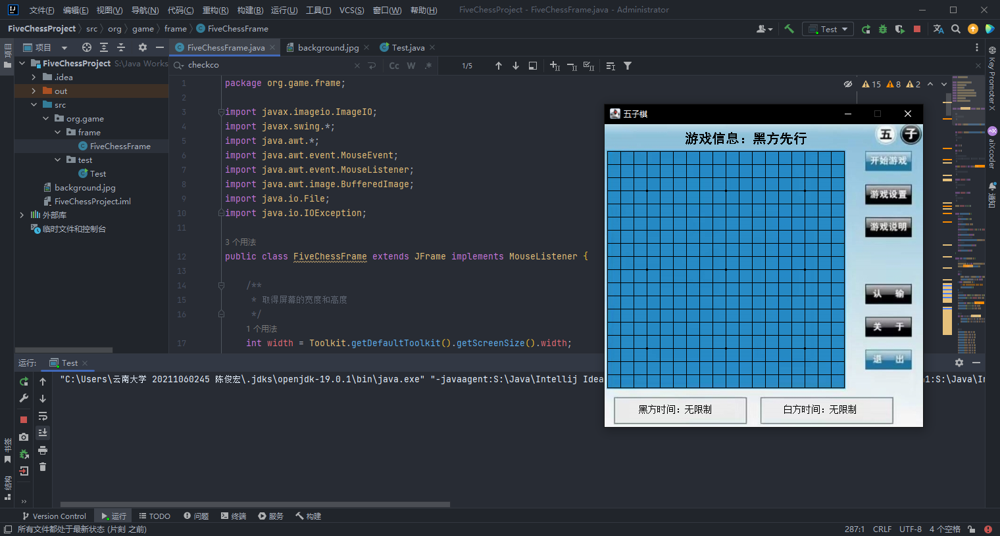 文件(F) 编辑(E) 视图(V) 导航(N) 代码(C) 重构(R) 构建(B) 运行(U) 工具(T) VCS(S) 窗口(W) 帮助(H) FiveChessProject - FiveChessFrame.java - Administrator
FiveChessProject src org game frame FiveChessFrame
Test
项目
FiveChessFrame.java background.jpg Test.java
项目
FiveChessProject S:\Java Works
.idea
out
src
org.game
frame
FiveChessFrame
test
Test
background.jpg
FiveChessProject.iml
外部库
临时文件和控制台
checkco
Cc W .*
1/5
15 8 2
1 package org.game.frame;
2
3 import javax.imageio.ImageIO;
4 import javax.swing.*;
5 import java.awt.*;
6 import java.awt.event.MouseEvent;
7 import java.awt.event.MouseListener;
8 import java.awt.image.BufferedImage;
9 import java.io.File;
10 import java.io.IOException;
11
3 个用法
12 public class FiveChessFrame extends JFrame implements MouseListener {
13
14 /**
15 * 取得屏幕的宽度和高度
16 */
1 个用法
17 int width = Toolkit.getDefaultToolkit().getScreenSize().width;
五子棋
游戏信息：黑方先行
五 子
开始游戏
游戏设置
游戏说明
认 输
关 于
退 出
黑方时间：无限制
白方时间：无限制
Key Promoter X
aiXcoder
通知
运行: Test
"C:\Users\云南大学 20211060245 陈俊宏\.jdks\openjdk-19.0.1\bin\java.exe" "-javaagent:S:\Java\Intellij Idea
1:S:\Java\In
书签
结构
Version Control 运行 TODO 问题 终端 服务 构建
所有文件都处于最新状态 (片刻 之前)
287:1 CRLF UTF-8 4 个空格